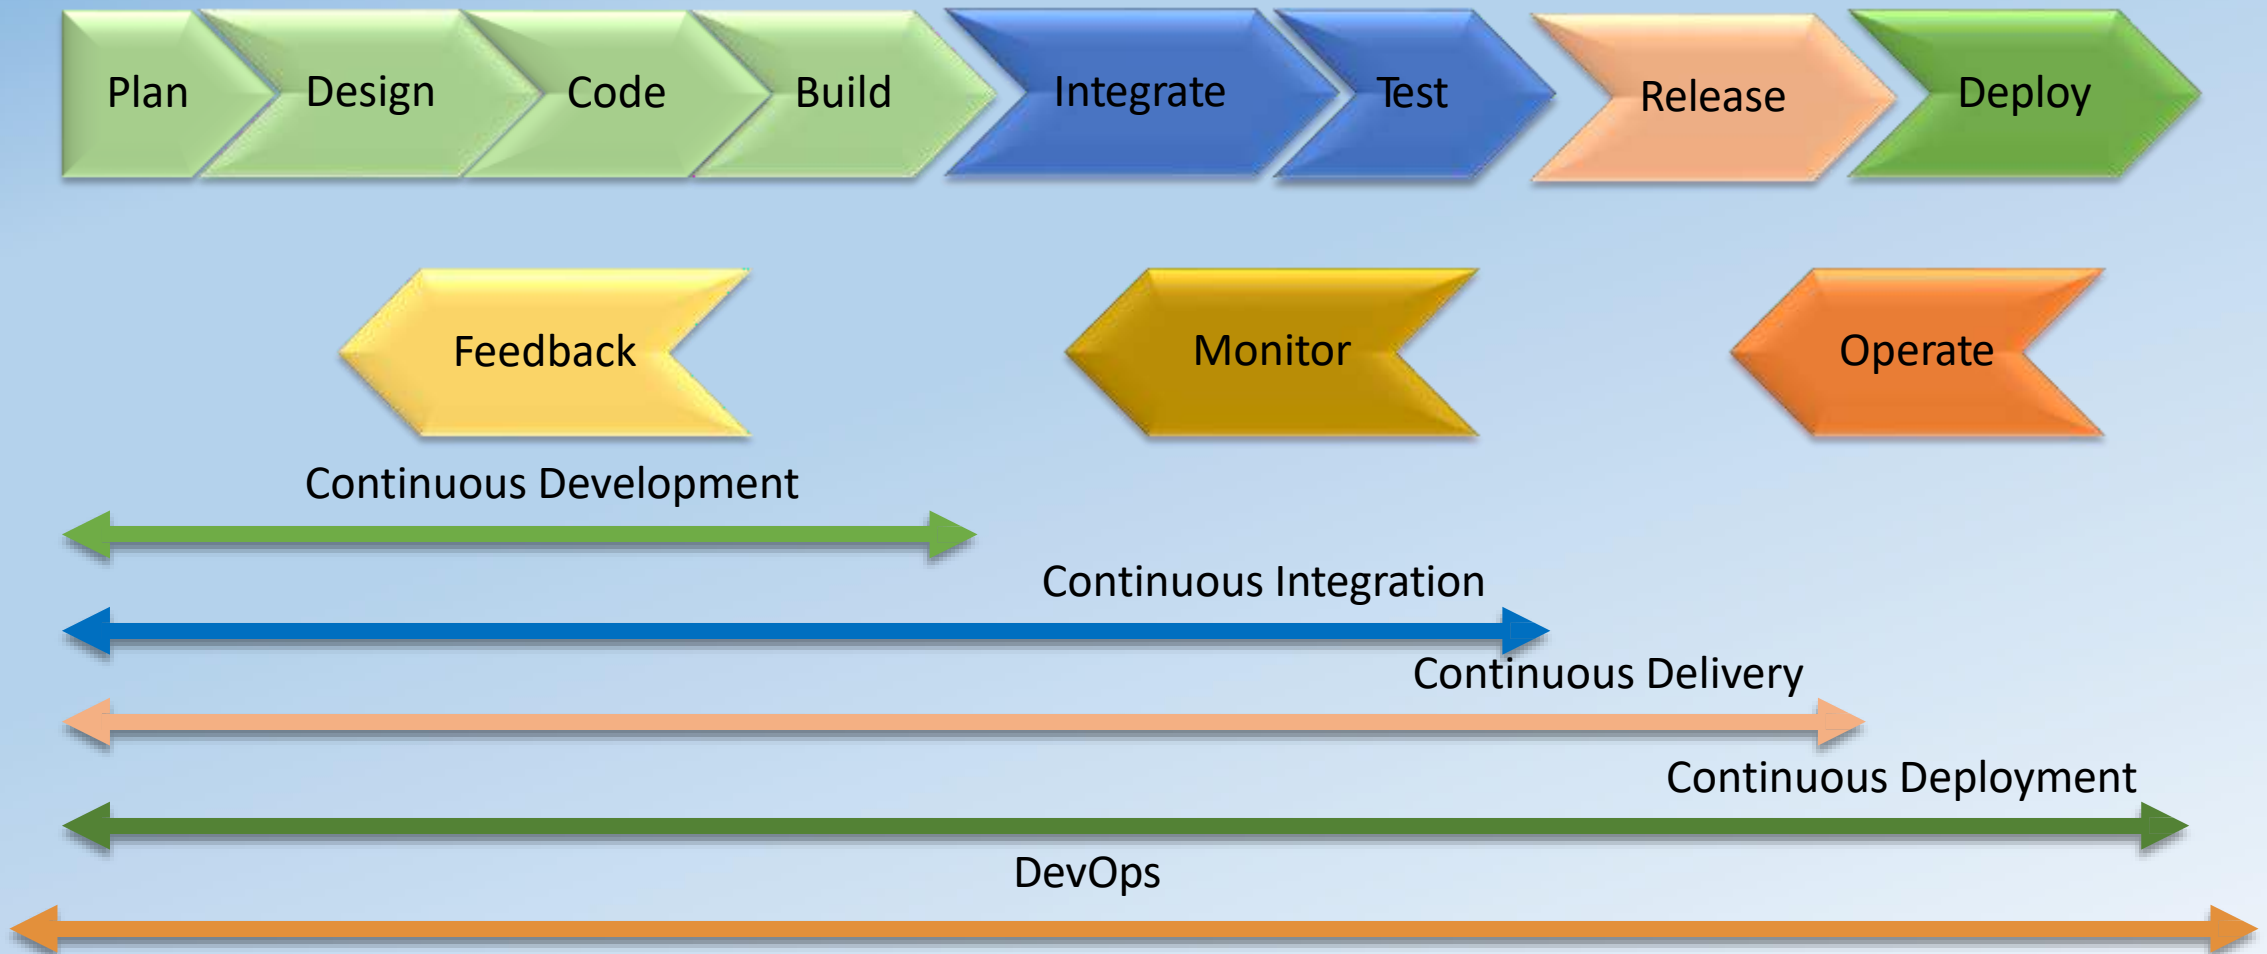 Plan
Design
Code
Build
Integrate
Test
Release
Deploy
Feedback
Monitor
Operate
Continuous Development
Continuous Integration
Continuous Delivery
Continuous Deployment
DevOps